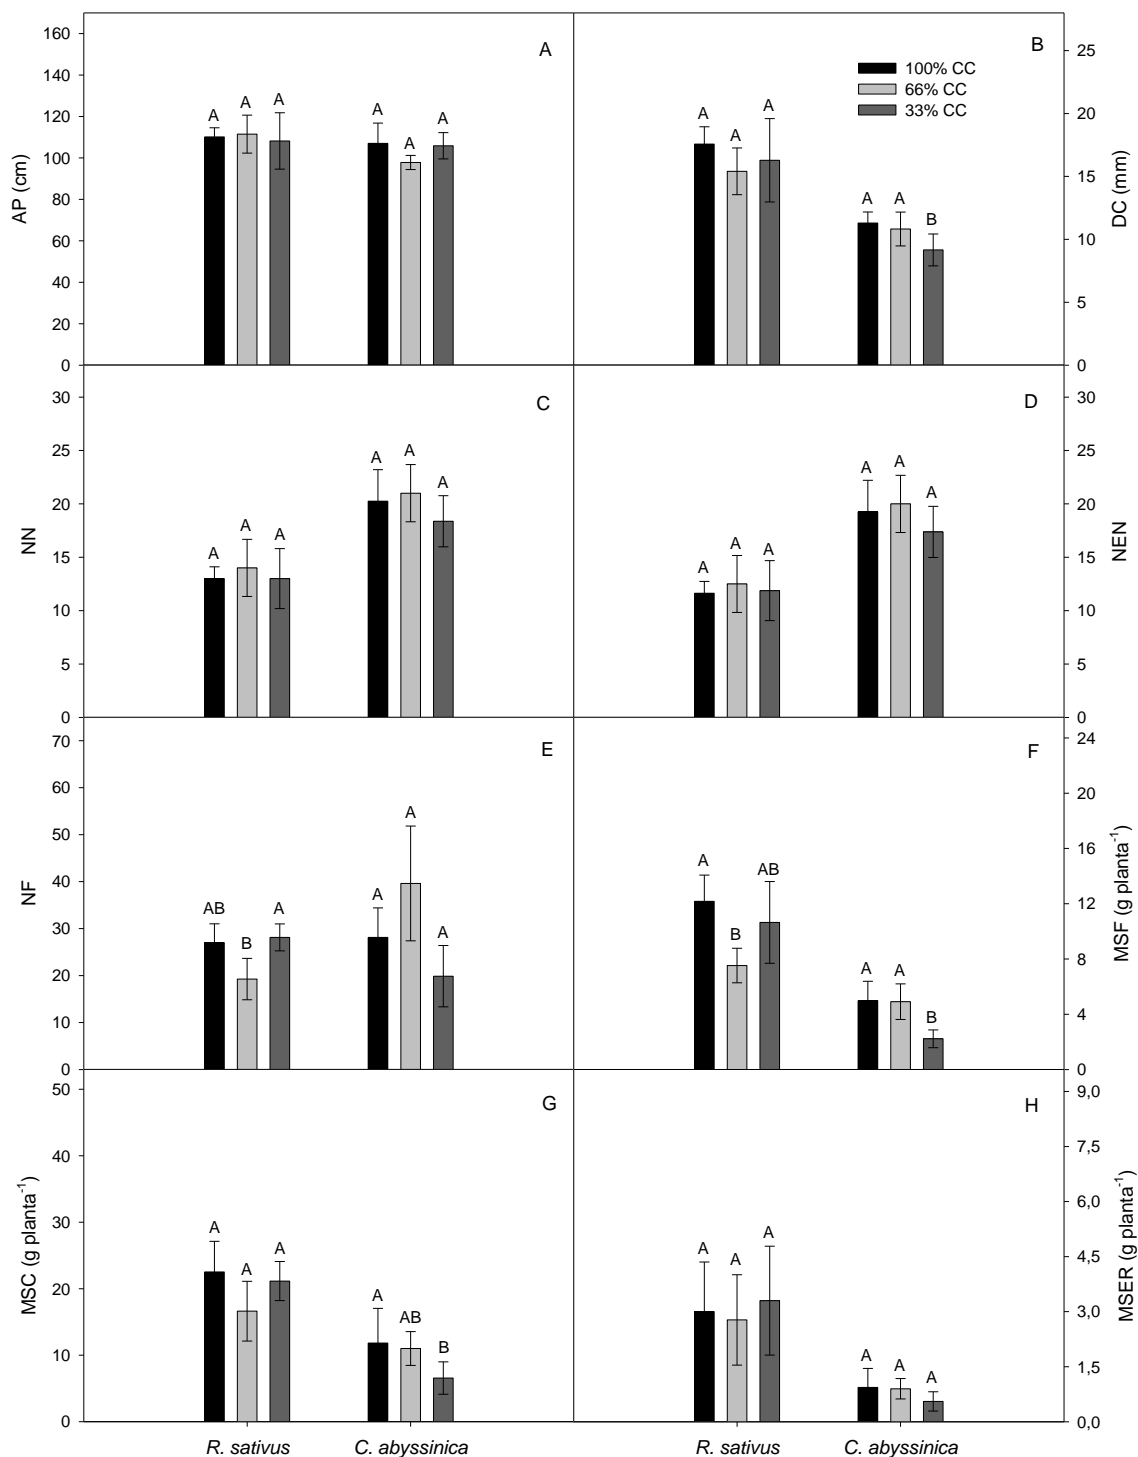 A
B
160
140
120
100
80
60
40
20
0
AP (cm)
A A A A A A
100% CC
66% CC
33% CC
A A A A A B
25
20
15
10
5
0
DC (mm)
C
D
30
25
20
15
10
5
0
NN
A A A A A A
A A A A A A
30
25
20
15
10
5
0
NEN
E
F
70
60
50
40
30
20
10
0
NF
AB B A A A A
A B AB A A B
24
20
16
12
8
4
0
MSF (g planta⁻¹)
G
H
50
40
30
20
10
0
MSC (g planta⁻¹)
A A A A AB B
A A A A A A
9,0
7,5
6,0
4,5
3,0
1,5
0,0
MSER (g planta⁻¹)
R. sativus C. abyssinica R. sativus C. abyssinica